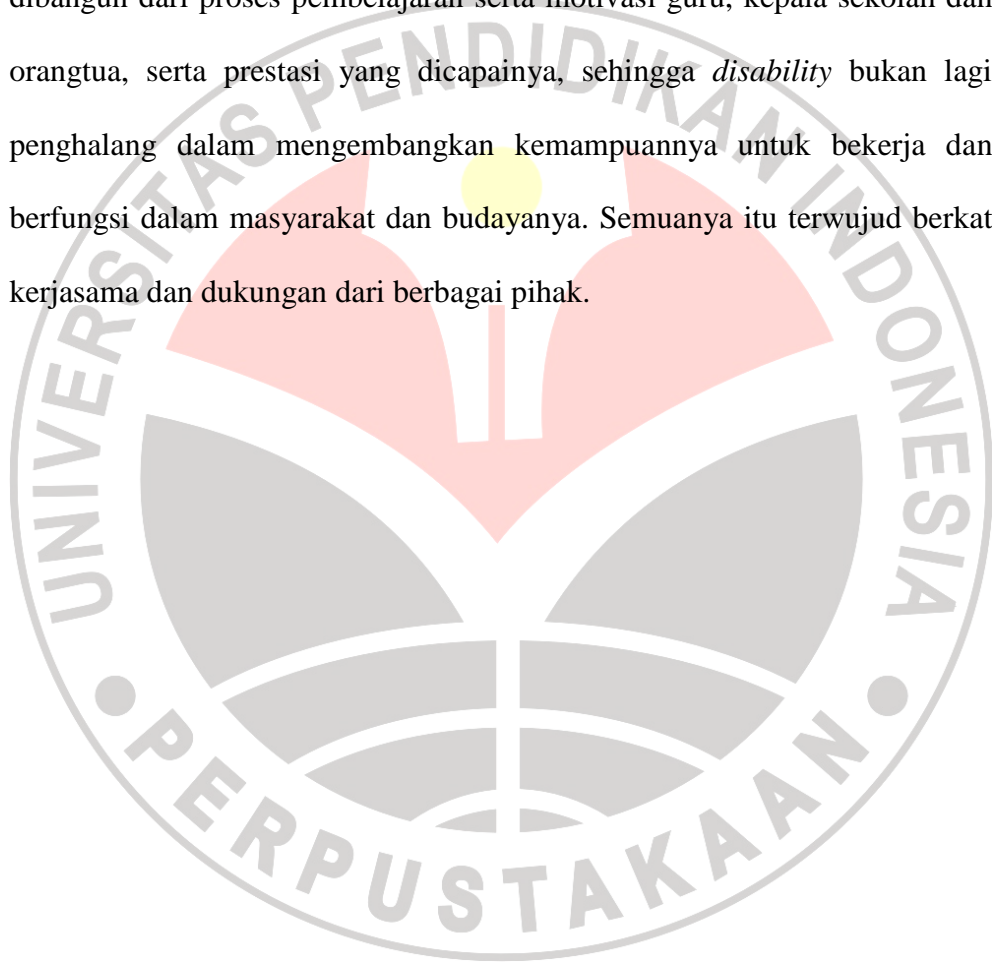 dibangun dari proses pembelajaran serta motivasi guru, kepala sekolah dan
orangtua, serta prestasi yang dicapainya, sehingga disability bukan lagi
penghalang dalam mengembangkan kemampuannya untuk bekerja dan
berfungsi dalam masyarakat dan budayanya. Semuanya itu terwujud berkat
kerjasama dan dukungan dari berbagai pihak.
UNIVERSITAS PENDIDIKAN INDONESIA
PERPUSTAKAAN